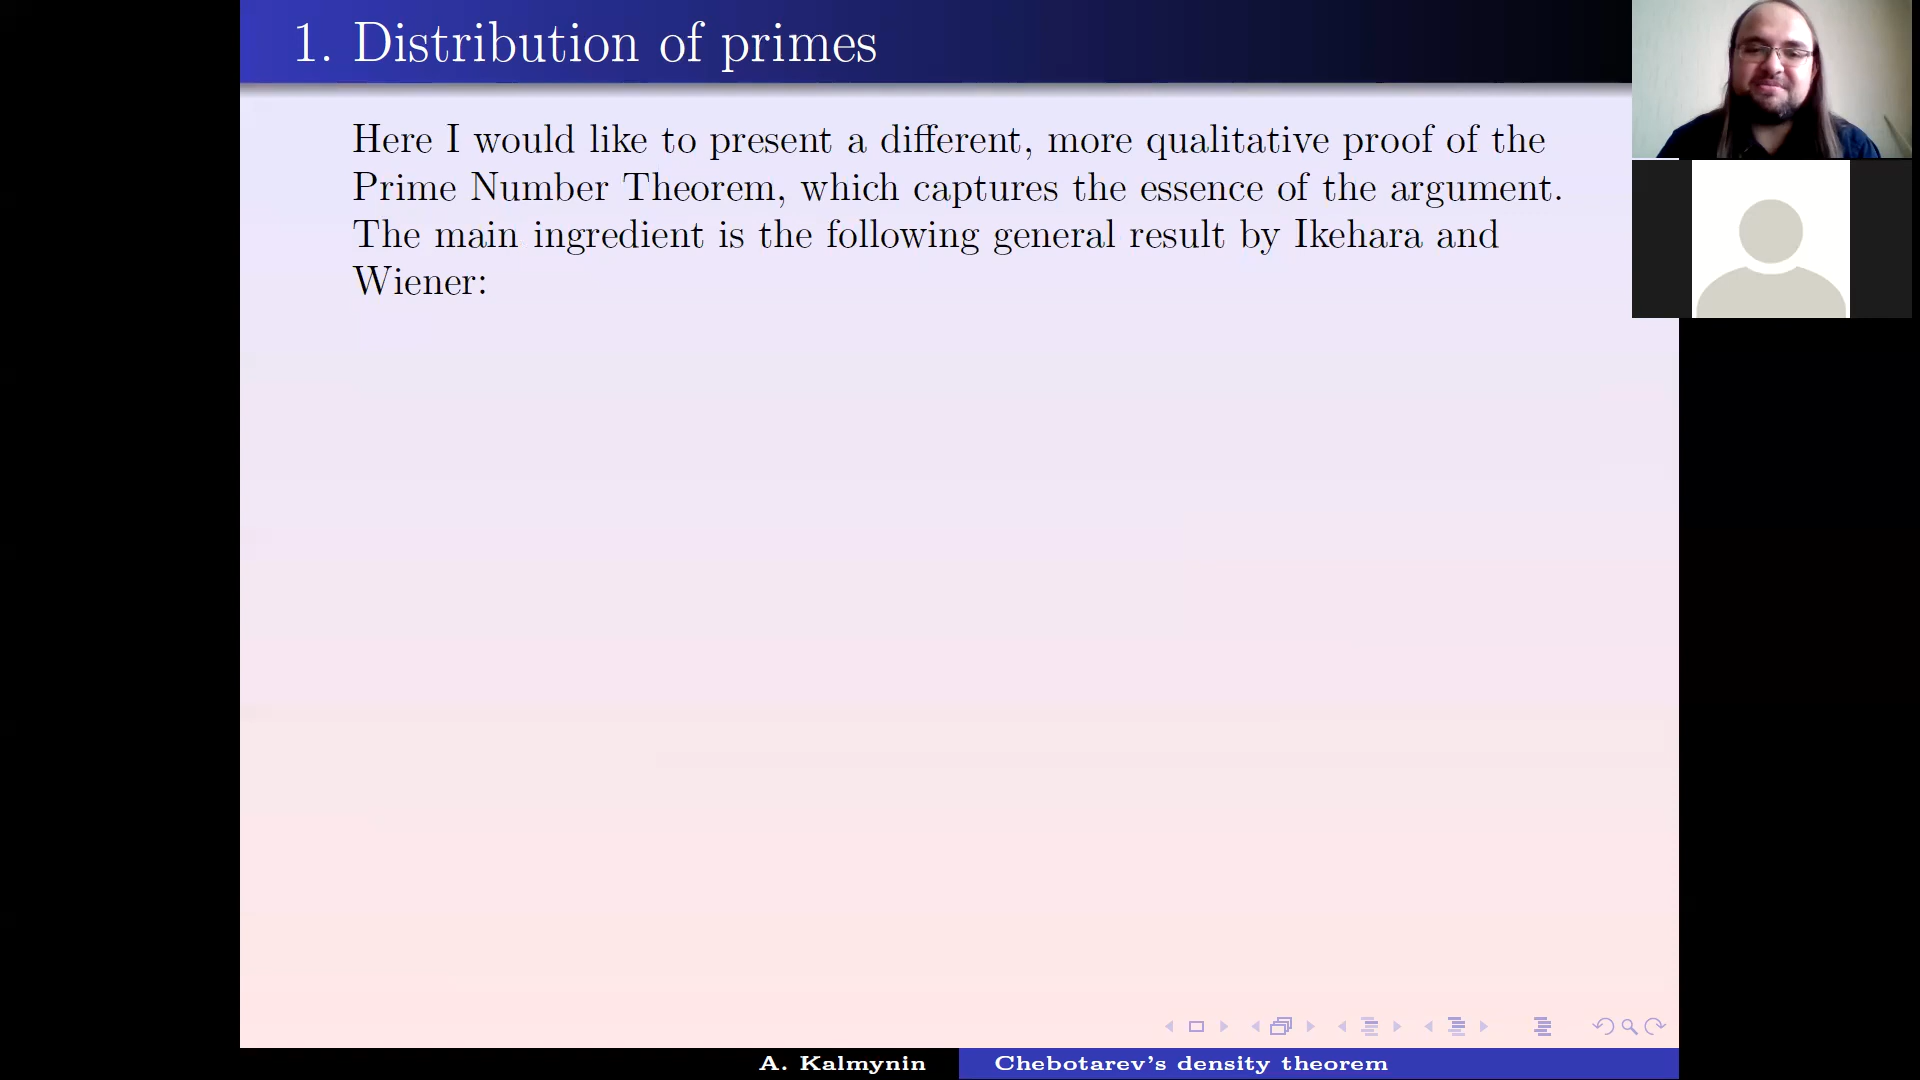 1. Distribution of primes
Here I would like to present a different, more qualitative proof of the
Prime Number Theorem, which captures the essence of the argument.
The main ingredient is the following general result by Ikehara and
Wiener:
A. Kalmynin
Chebotarev's density theorem